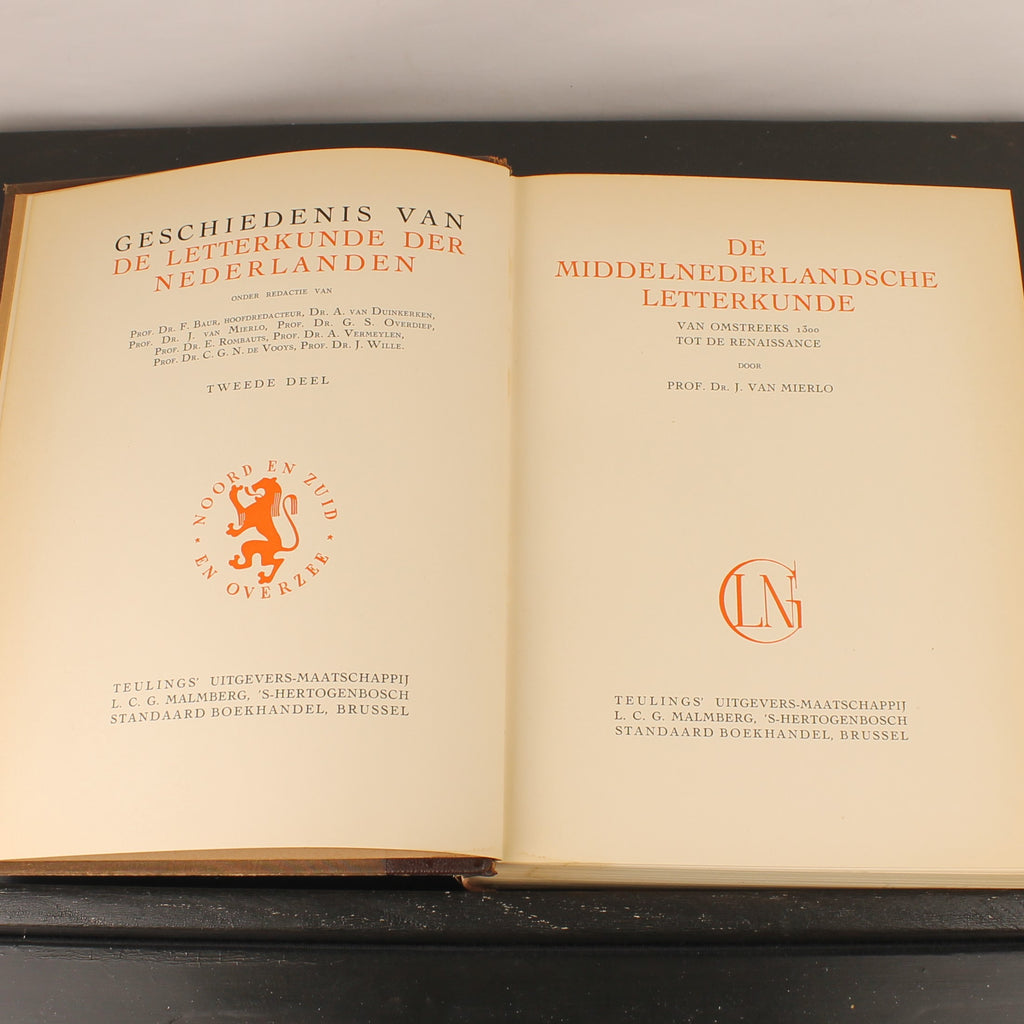 GESCHIEDENIS VAN
DE LETTERKUNDE DER
NEDERLANDEN
ONDER REDACTIE VAN
PROF. DR. F. BAUR, HOOFDREDACTEUR, DR. A. VAN DUINKERKEN,
PROF. DR. J. VAN MIERLO, PROF. DR. G. S. OVERDIEP,
PROF. DR. E. ROMBAUTS, PROF. DR. A. VERMEYLEN,
PROF. DR. C. G. N. DE VOOYS, PROF. DR. J. WILLE.
TWEEDE DEEL
NOORD EN ZUID
* EN OVERZEE *
TEULINGS' UITGEVERS-MAATSCHAPPIJ
L. C. G. MALMBERG, 'S-HERTOGENBOSCH
STANDAARD BOEKHANDEL, BRUSSEL
DE
MIDDELNEDERLANDSCHE
LETTERKUNDE
VAN OMSTREEKS 1300
TOT DE RENAISSANCE
DOOR
PROF. DR. J. VAN MIERLO
GLNG
TEULINGS' UITGEVERS-MAATSCHAPPIJ
L. C. G. MALMBERG, 'S-HERTOGENBOSCH
STANDAARD BOEKHANDEL, BRUSSEL